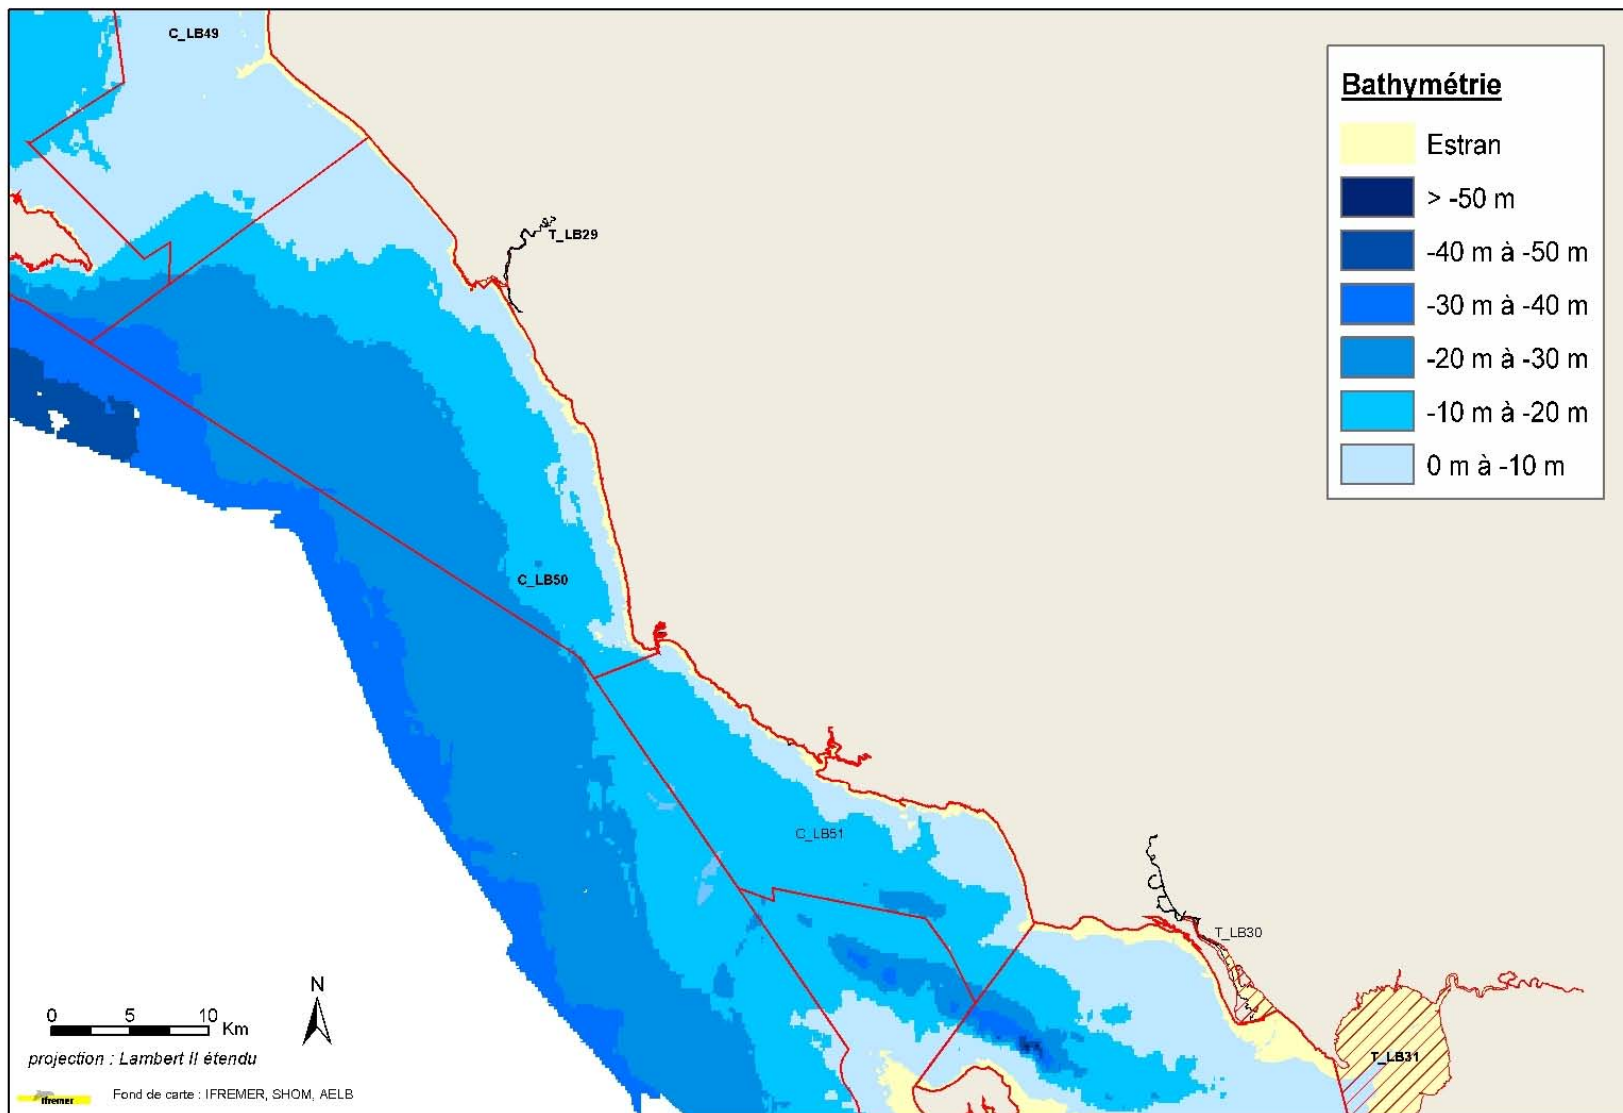 C_LB49
Bathymétrie
Estran
> -50 m
-40 m à -50 m
-30 m à -40 m
-20 m à -30 m
-10 m à -20 m
0 m à -10 m
T_LB29
C_LB50
C_LB51
T_LB30
T_LB31
N
0 5 10 Km
projection : Lambert II étendu
Ifremer
Fond de carte : IFREMER, SHOM, AELB